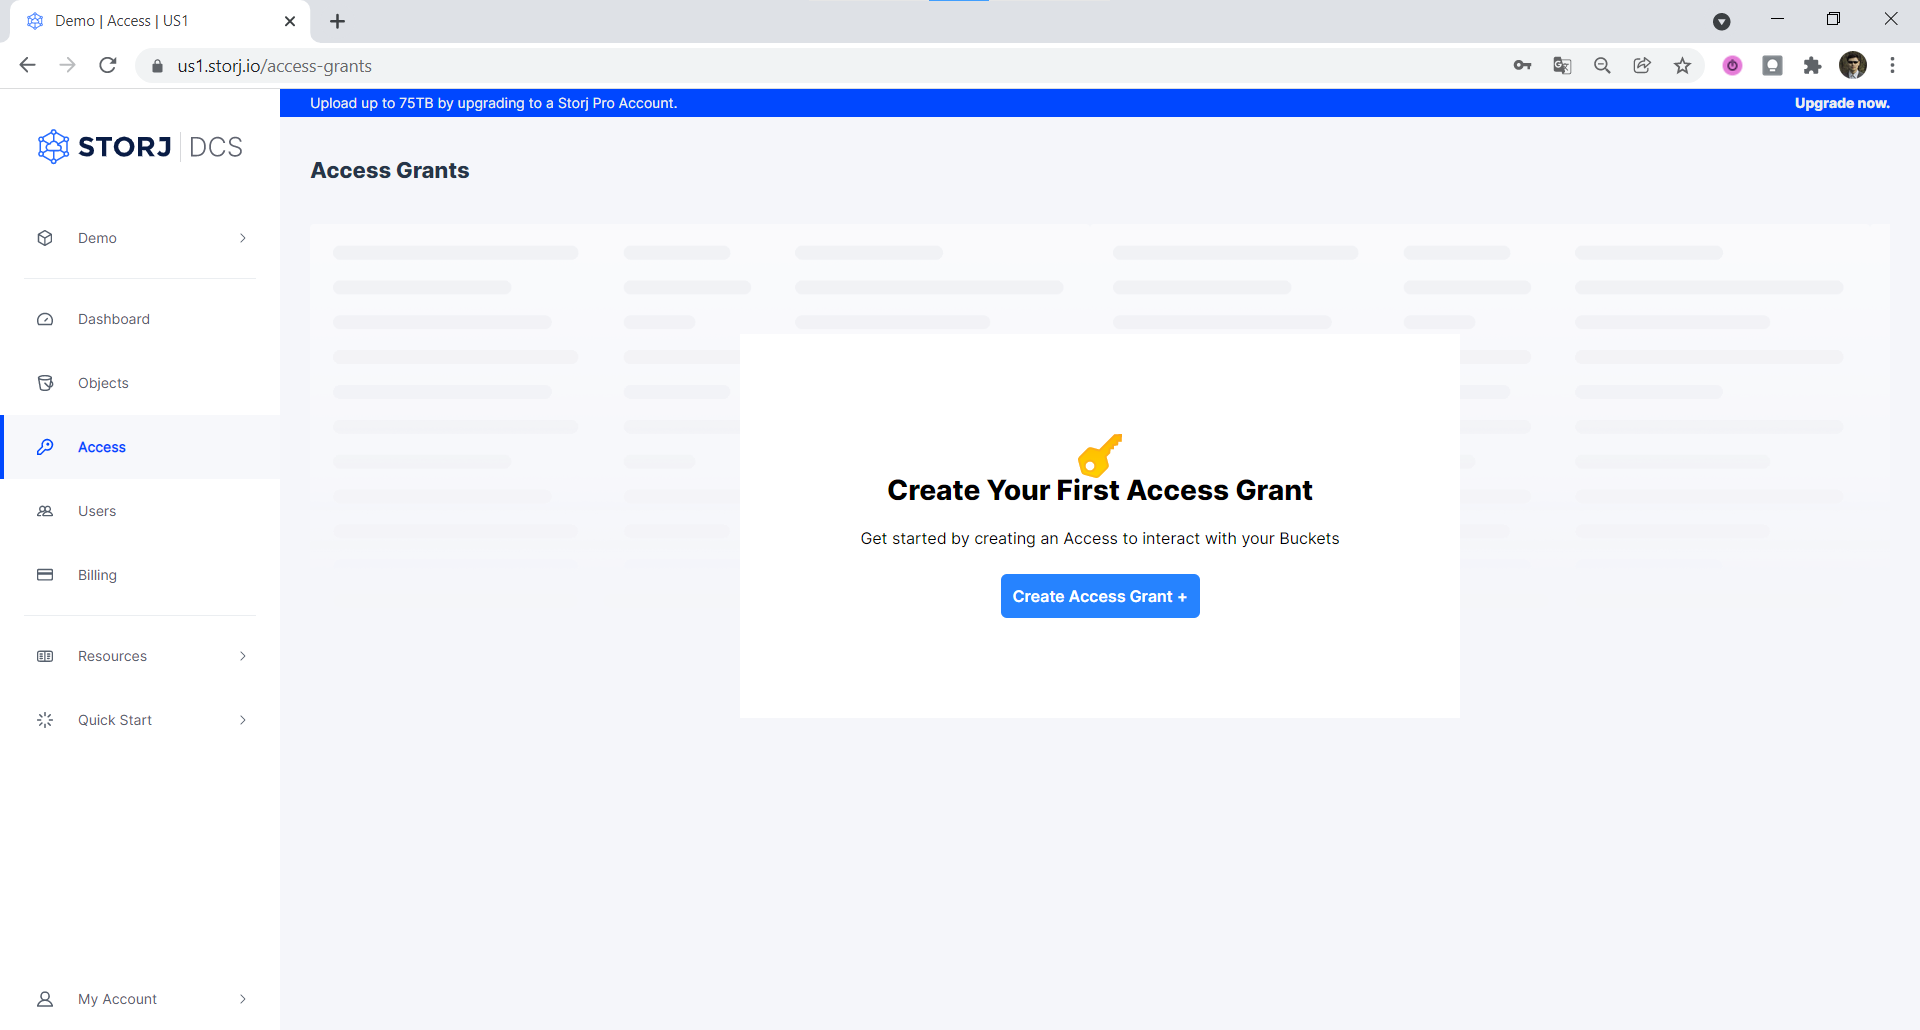 Demo | Access | US1
us1.storj.io/access-grants
Upload up to 75TB by upgrading to a Storj Pro Account.
Upgrade now.
STORJ | DCS
Access Grants
Demo
Dashboard
Objects
Access
Users
Billing
Resources
Quick Start
My Account
Create Your First Access Grant
Get started by creating an Access to interact with your Buckets
Create Access Grant +